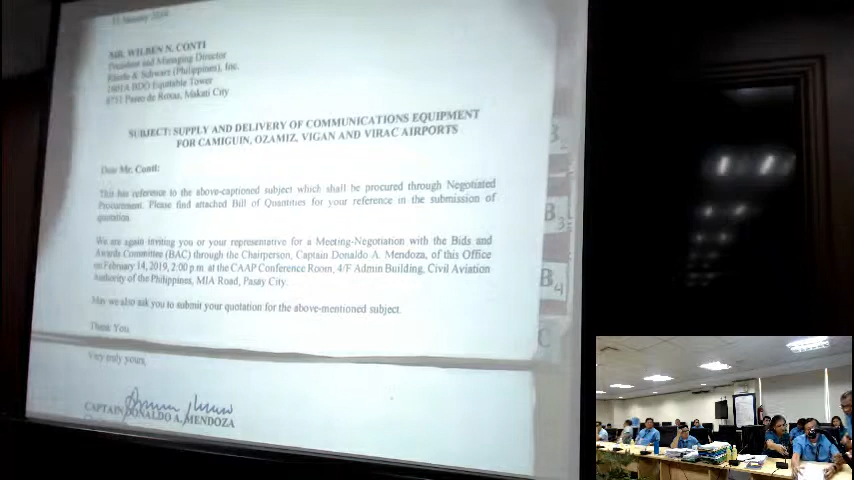 MR. WILBEN N. CONTI
President and Managing Director
Rohde & Schwarz (Philippines), Inc.
1601A BDO Equitable Tower
8751 Paseo de Roxas, Makati City
SUBJECT: SUPPLY AND DELIVERY OF COMMUNICATIONS EQUIPMENT
FOR CAMIGUIN, OZAMIZ, VIGAN AND VIRAC AIRPORTS
Dear Mr. Conti:
This has reference to the above-captioned subject which shall be procured through Negotiated
Procurement. Please find attached Bill of Quantities for your reference in the submission of
quotation.
We are again inviting you or your representative for a Meeting-Negotiation with the Bids and
Awards Committee (BAC) through the Chairperson, Captain Donaldo A. Mendoza, of this Office
on February 14, 2019, 2:00 p.m. at the CAAP Conference Room, 4/F Admin Building, Civil Aviation
Authority of the Philippines, MIA Road, Pasay City.
May we also ask you to submit your quotation for the above-mentioned subject.
Thank You.
Very truly yours,
CAPTAIN DONALDO A. MENDOZA
B2
B3
B4
C